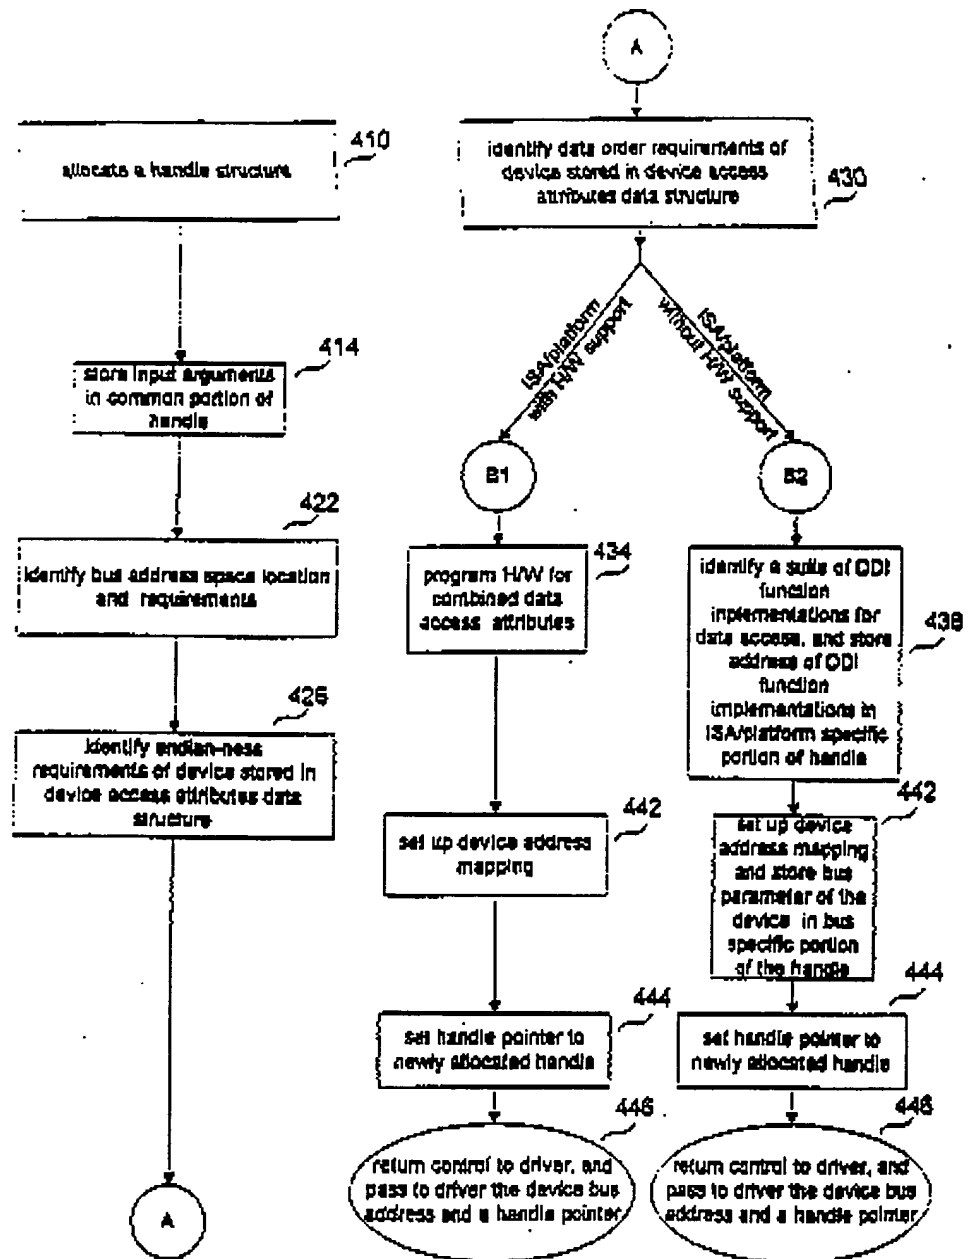 410
allocate a handle structure
414
store input arguments
in common portion of
handle
422
identify bus address space location
and requirements
426
identify endian-ness
requirements of device stored in
device access attributes data
structure
A
A
identify data order requirements of
device stored in device access
attributes data structure
430
ISA/platform
with H/W support
ISA/platform
without H/W support
B1
434
program H/W for
combined data
access attributes
442
set up device address
mapping
444
set handle pointer to
newly allocated handle
446
return control to driver, and
pass to driver the device bus
address and a handle pointer
B2
identify a suite of DDI
function
inplementations for
data access, and store
address of DDI
function
implementations in
ISA/platform specific
portion of handle
438
442
set up device
address mapping
and store bus
parameter of the
device in bus
specific portion
of the handle
444
set handle pointer to
newly allocated handle
446
return control to driver, and
pass to driver the device bus
address and a handle pointer